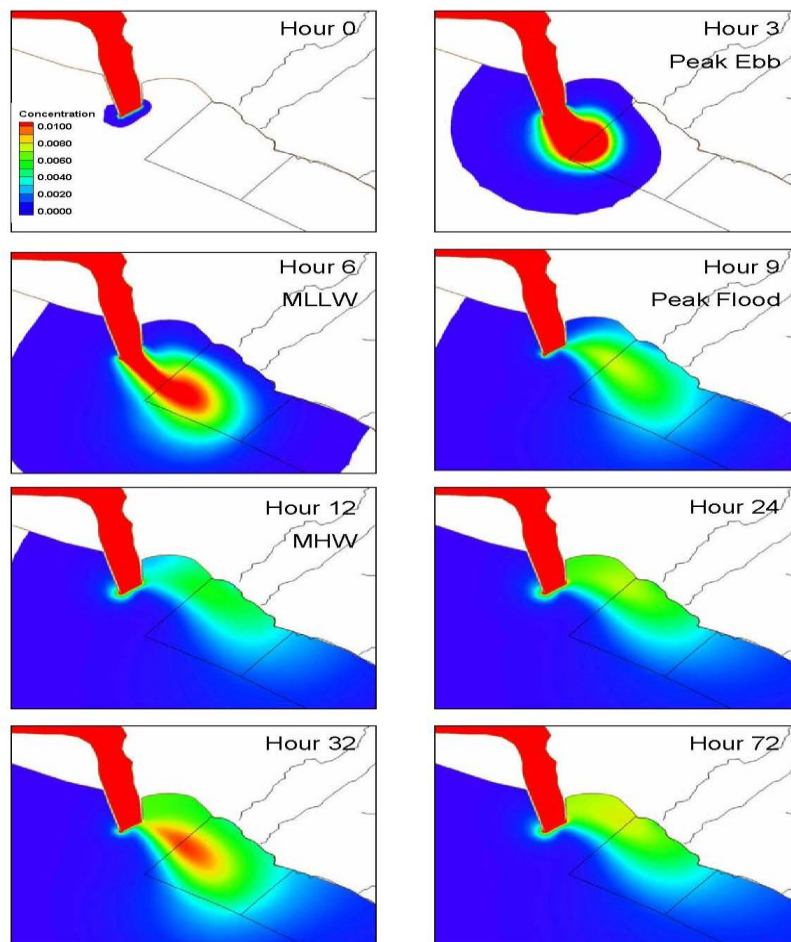 Hour 0
Concentration
0.0100
0.0080
0.0060
0.0040
0.0020
0.0000
Hour 3
Peak Ebb
Hour 6
MLLW
Hour 9
Peak Flood
Hour 12
MHW
Hour 24
Hour 32
Hour 72